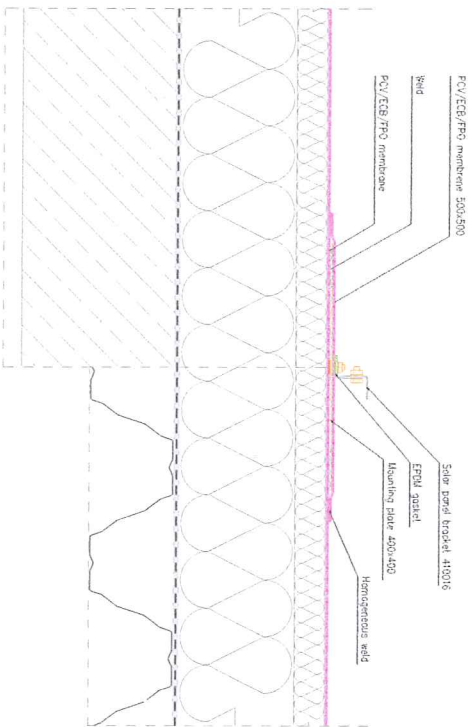 PCV/ECB/FPO membrane 500x500
Weld
PCV/ECB/FPO membrane
Solar panel bracket 410016
EPDM gasket
Mounting plate 400x400
Homogeneous weld